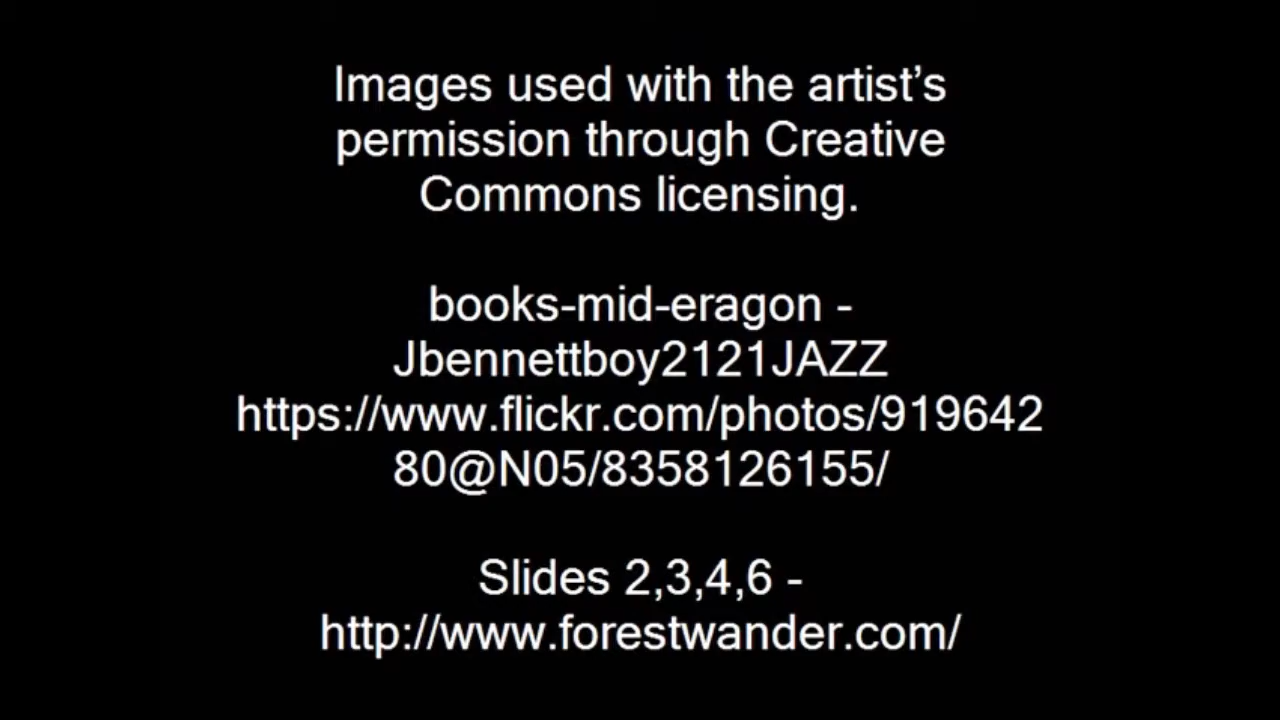 Images used with the artist’s
permission through Creative
Commons licensing.
books-mid-eragon -
Jbennettboy2121JAZZ
https://www.flickr.com/photos/919642
80@N05/8358126155/
Slides 2,3,4,6 -
http://www.forestwander.com/